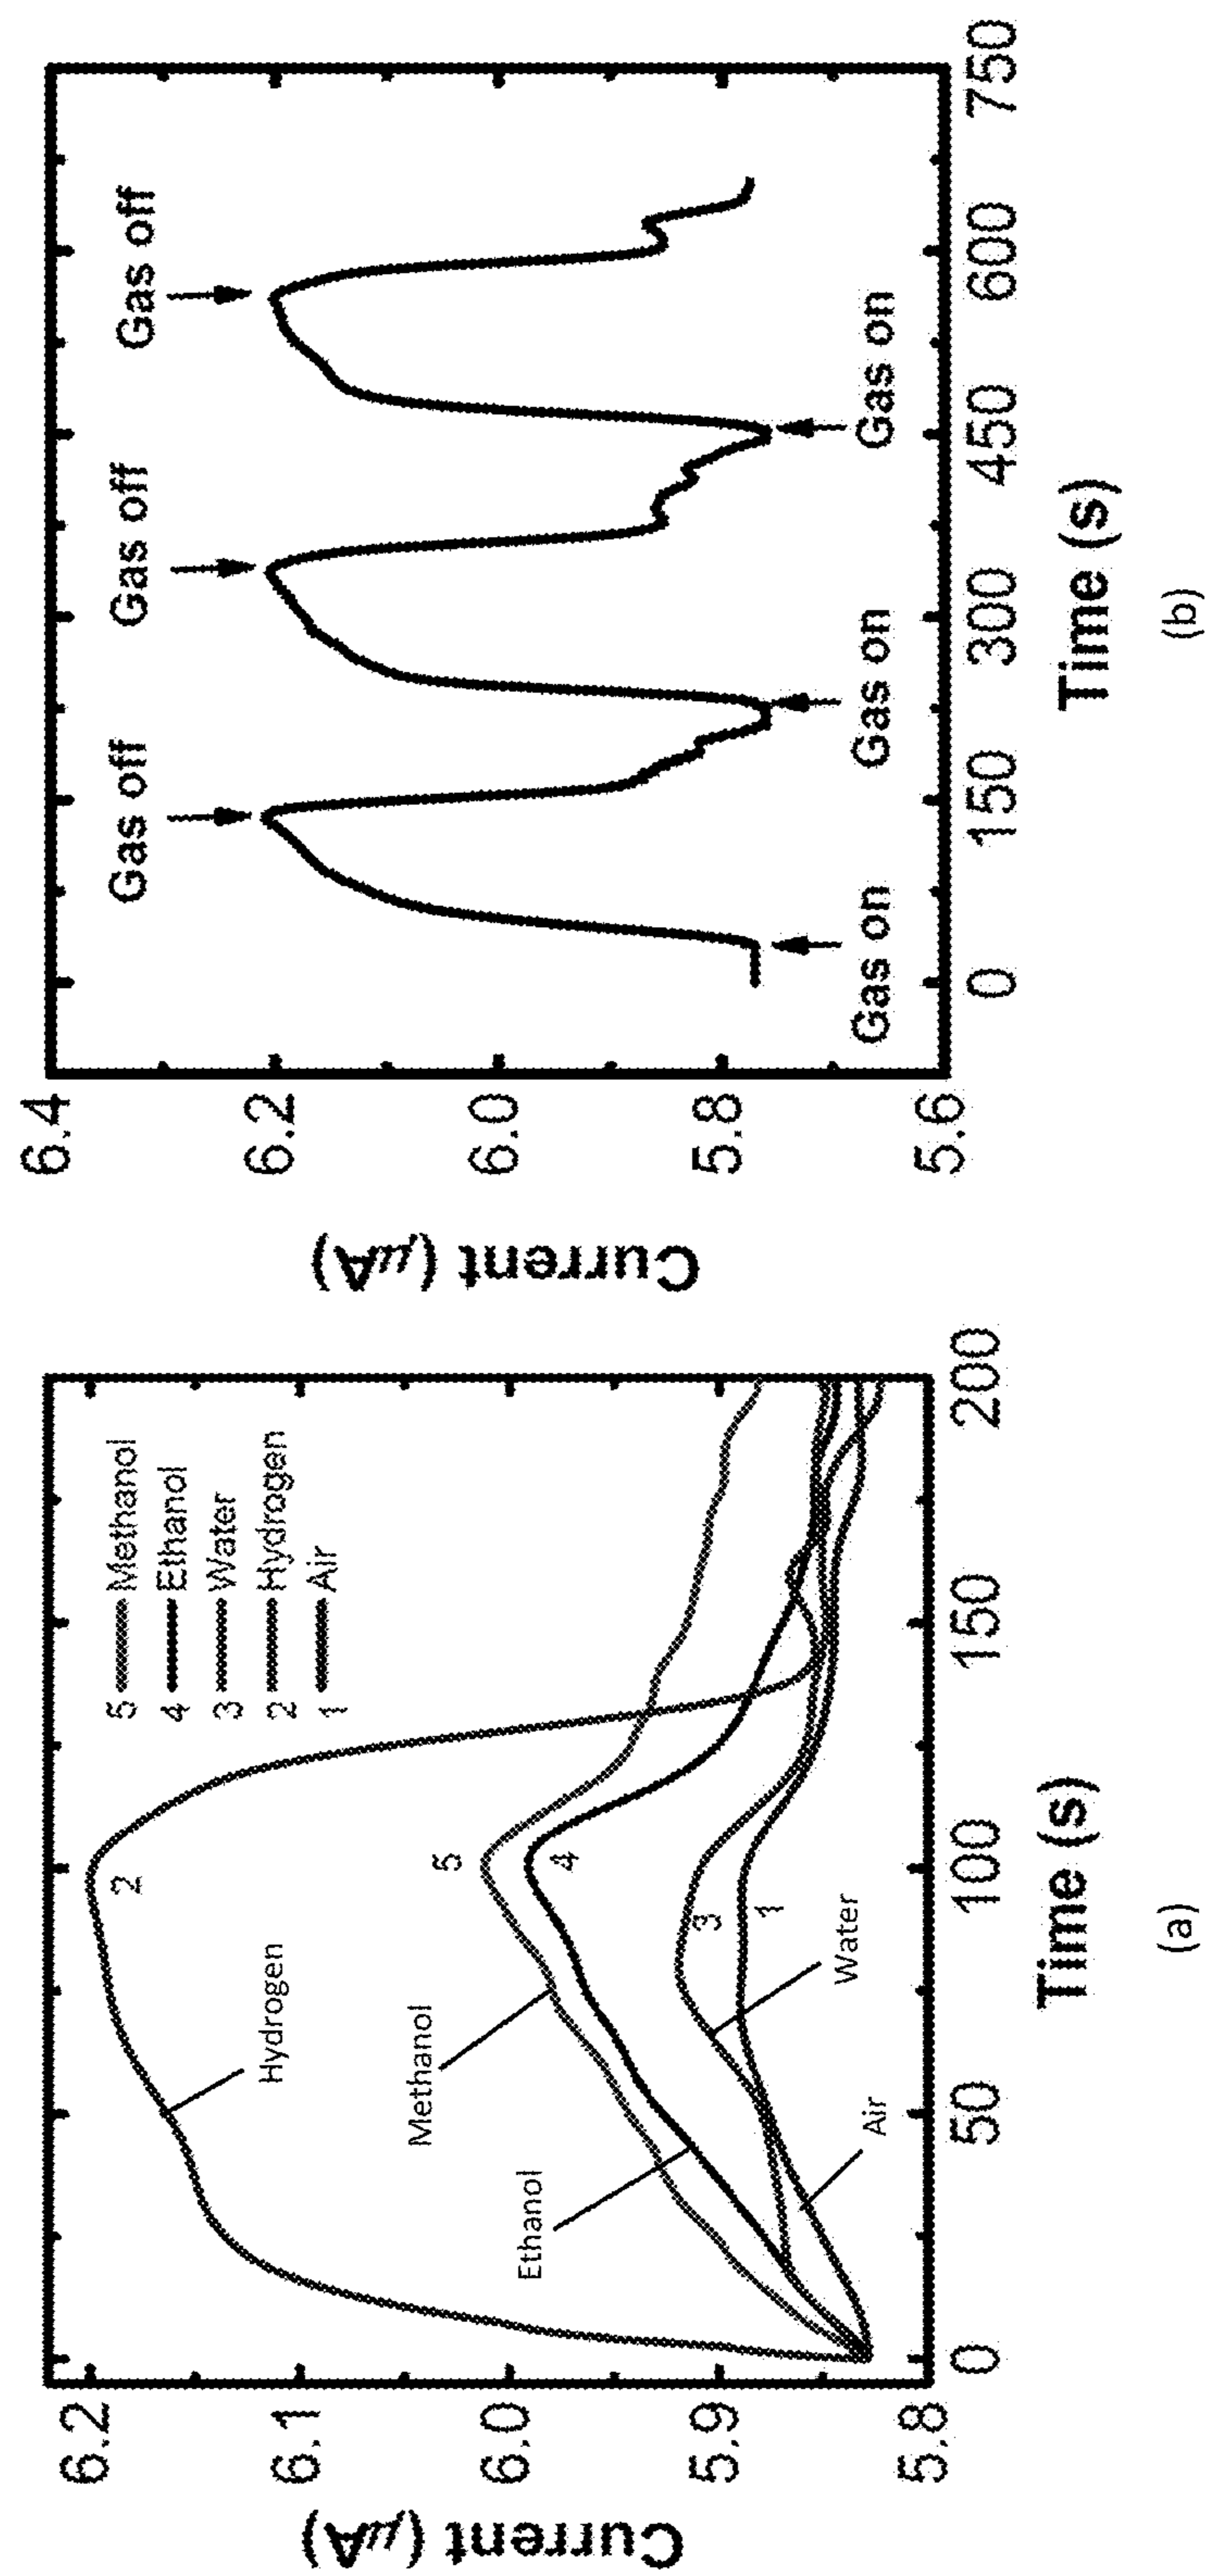 Current (μA)
6.2
6.1
6.0
5.9
5.8
5 Methanol
4 Ethanol
3 Water
2 Hydrogen
1 Air
2
5
4
3
1
Hydrogen
Methanol
Ethanol
Water
Air
0 50 100 150 200
Time (s)
(a)
Current (μA)
6.4
6.2
6.0
5.8
5.6
Gas off Gas off Gas off
Gas on Gas on Gas on
0 150 300 450 600 750
Time (s)
(b)